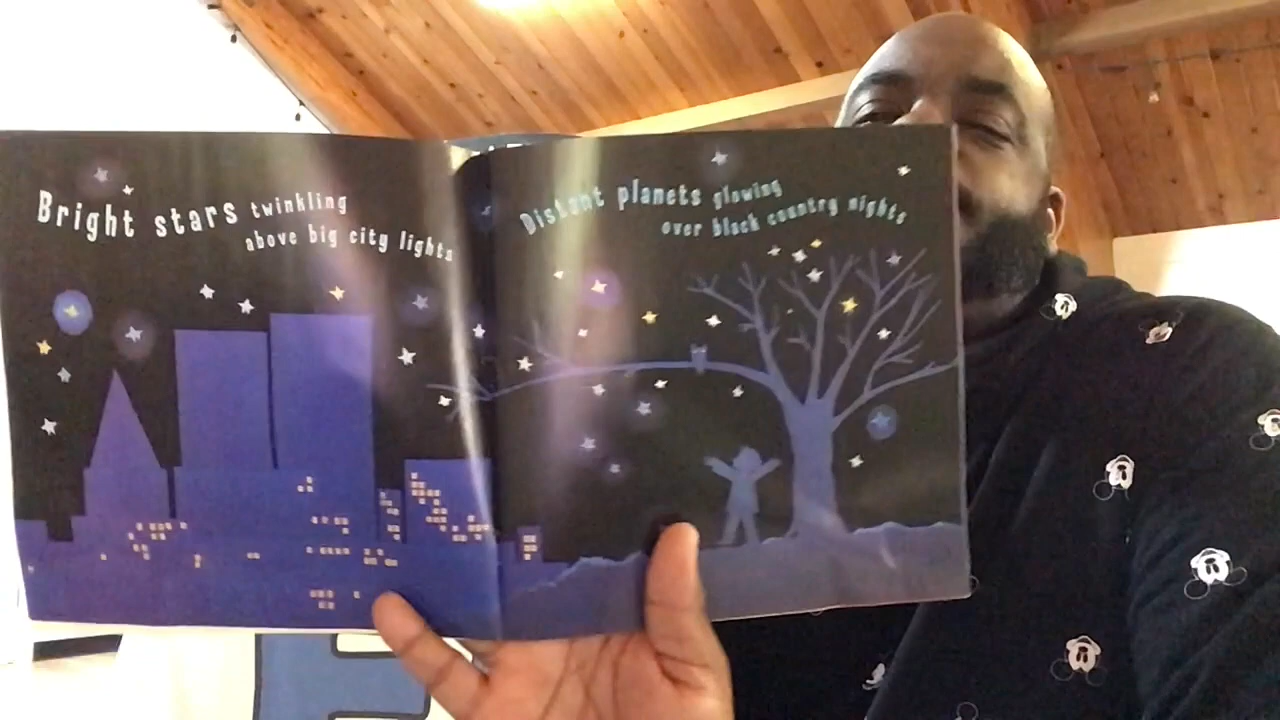 Bright stars twinkling
above big city lights
Distant planets glowing
over black country nights